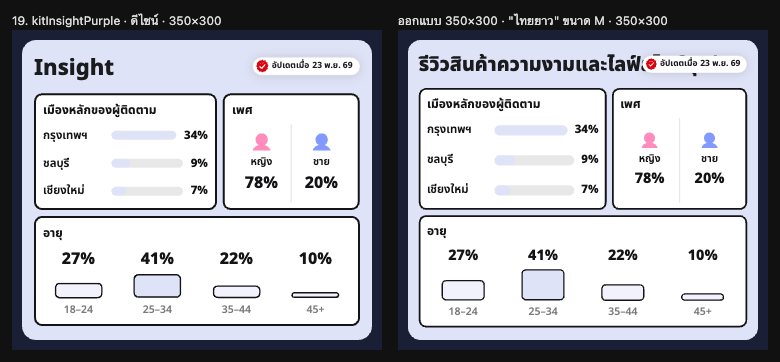 19. kitInsightPurple · ดีไซน์ · 350×300
Insight
อัปเดตเมื่อ 23 พ.ย. 69
เมืองหลักของผู้ติดตาม
กรุงเทพฯ 34%
ชลบุรี 9%
เชียงใหม่ 7%
เพศ
หญิง ชาย
78% 20%
อายุ
27% 41% 22% 10%
18–24 25–34 35–44 45+
ออกแบบ 350×300 · "ไทยยาว" ขนาด M · 350×300
รีวิวสินค้าความงามและไลฟ์
อัปเดตเมื่อ 23 พ.ย. 69
เมืองหลักของผู้ติดตาม
กรุงเทพฯ 34%
ชลบุรี 9%
เชียงใหม่ 7%
เพศ
หญิง ชาย
78% 20%
อายุ
27% 41% 22% 10%
18–24 25–34 35–44 45+